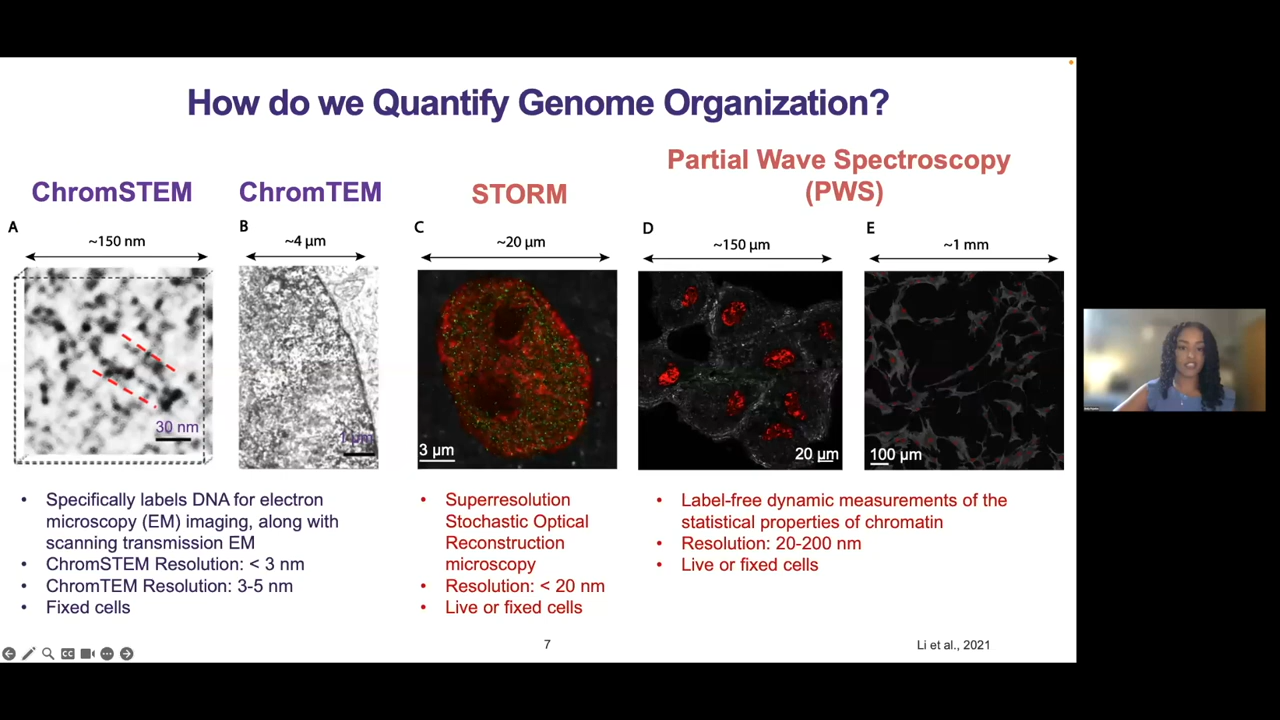 How do we Quantify Genome Organization?
ChromSTEM
ChromTEM
STORM
Partial Wave Spectroscopy
(PWS)
A
~150 nm
B
~4 µm
C
~20 µm
D
~150 µm
E
~1 mm
30 nm
1 µm
3 µm
20 µm
100 µm
• Specifically labels DNA for electron
microscopy (EM) imaging, along with
scanning transmission EM
• ChromSTEM Resolution: < 3 nm
• ChromTEM Resolution: 3-5 nm
• Fixed cells
• Superresolution
Stochastic Optical
Reconstruction
microscopy
• Resolution: < 20 nm
• Live or fixed cells
• Label-free dynamic measurements of the
statistical properties of chromatin
• Resolution: 20-200 nm
• Live or fixed cells
7
Li et al., 2021
CC